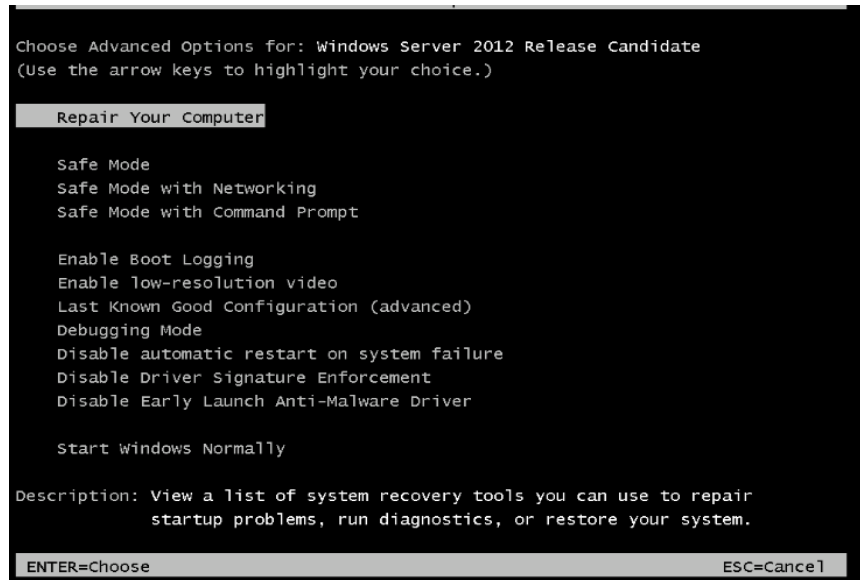 Choose Advanced Options for: Windows Server 2012 Release Candidate
(Use the arrow keys to highlight your choice.)
Repair Your Computer
Safe Mode
Safe Mode with Networking
Safe Mode with Command Prompt
Enable Boot Logging
Enable low-resolution video
Last Known Good Configuration (advanced)
Debugging Mode
Disable automatic restart on system failure
Disable Driver Signature Enforcement
Disable Early Launch Anti-Malware Driver
Start Windows Normally
Description: View a list of system recovery tools you can use to repair
startup problems, run diagnostics, or restore your system.
ENTER=Choose ESC=Cancel